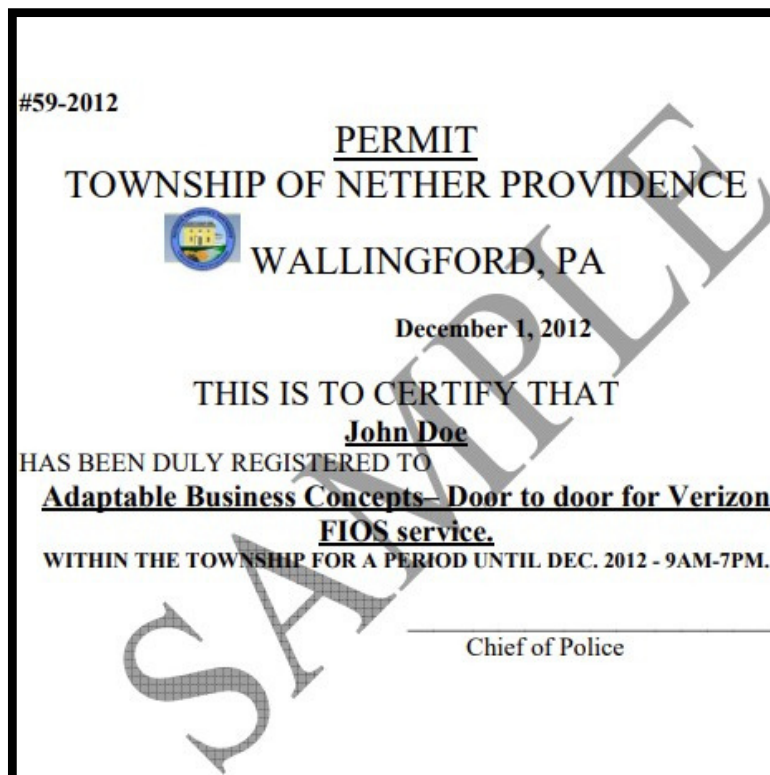 #59-2012
PERMIT
TOWNSHIP OF NETHER PROVIDENCE
WALLINGFORD, PA
December 1, 2012
THIS IS TO CERTIFY THAT
John Doe
HAS BEEN DULY REGISTERED TO
Adaptable Business Concepts– Door to door for Verizon
FIOS service.
WITHIN THE TOWNSHIP FOR A PERIOD UNTIL DEC. 2012 - 9AM-7PM.
Chief of Police
SAMPLE